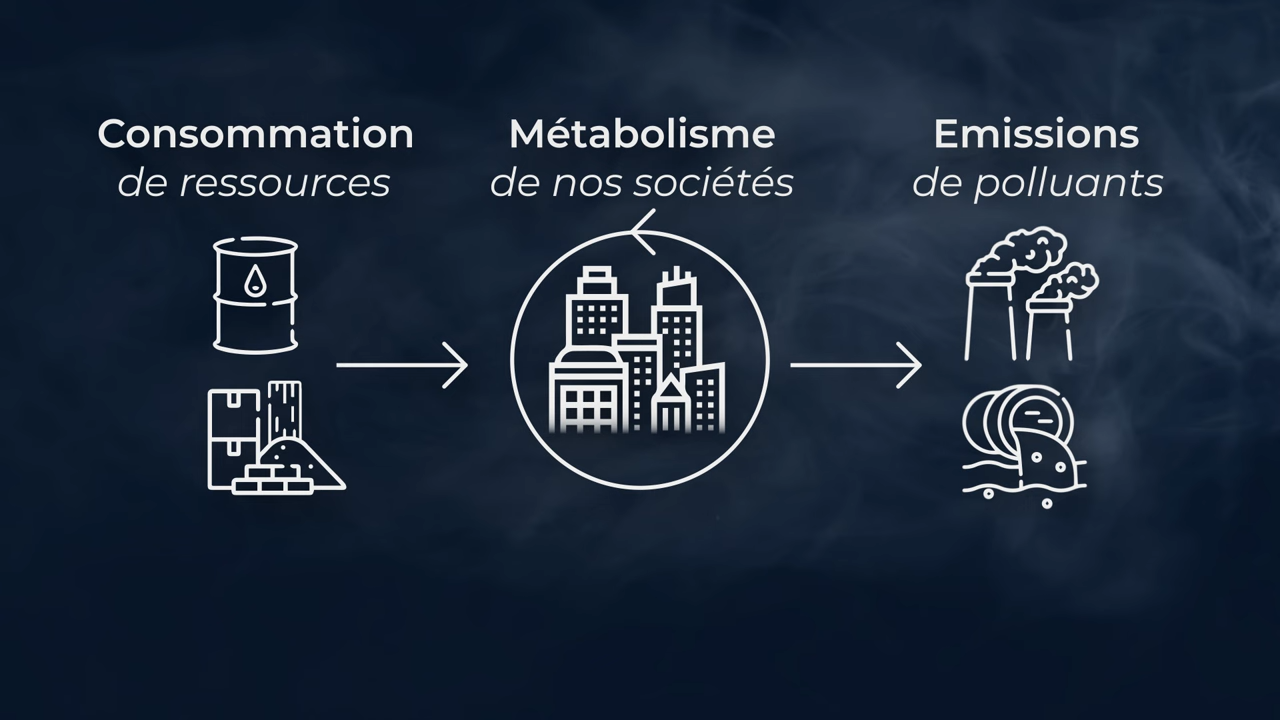 Consommation
de ressources
Métabolisme
de nos sociétés
Emissions
de polluants